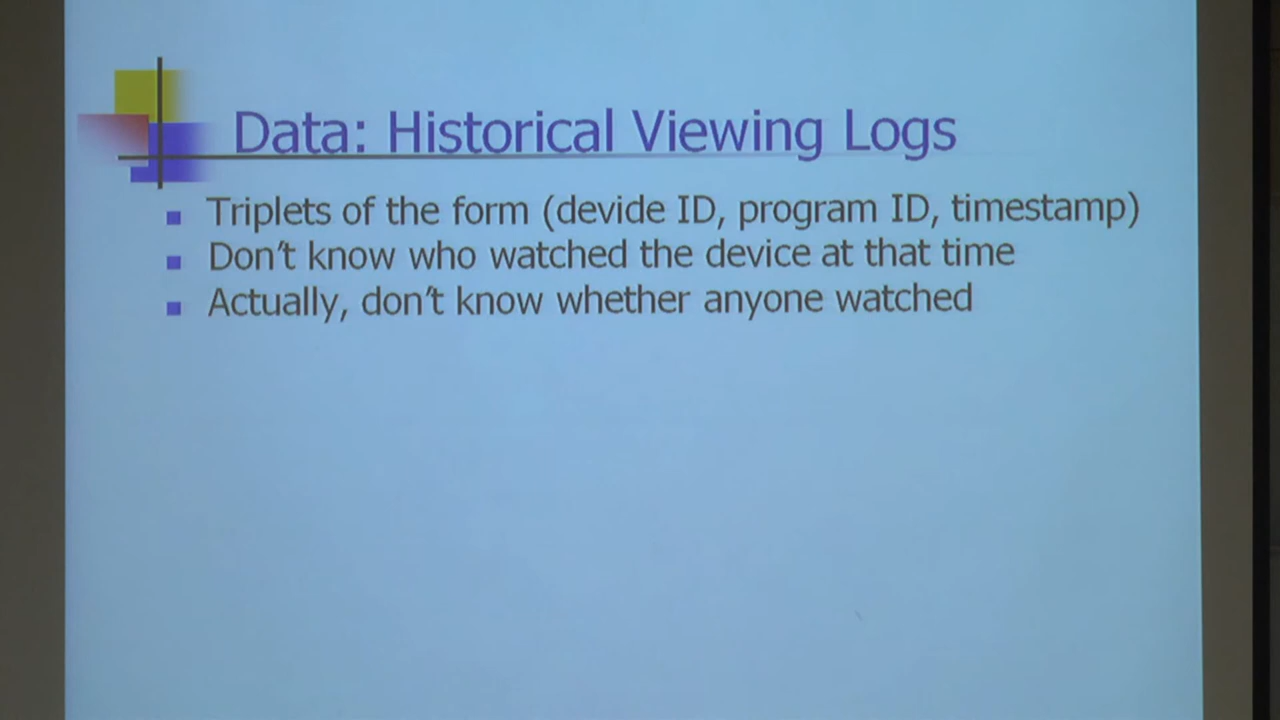 Data: Historical Viewing Logs
Triplets of the form (devide ID, program ID, timestamp)
Don't know who watched the device at that time
Actually, don't know whether anyone watched